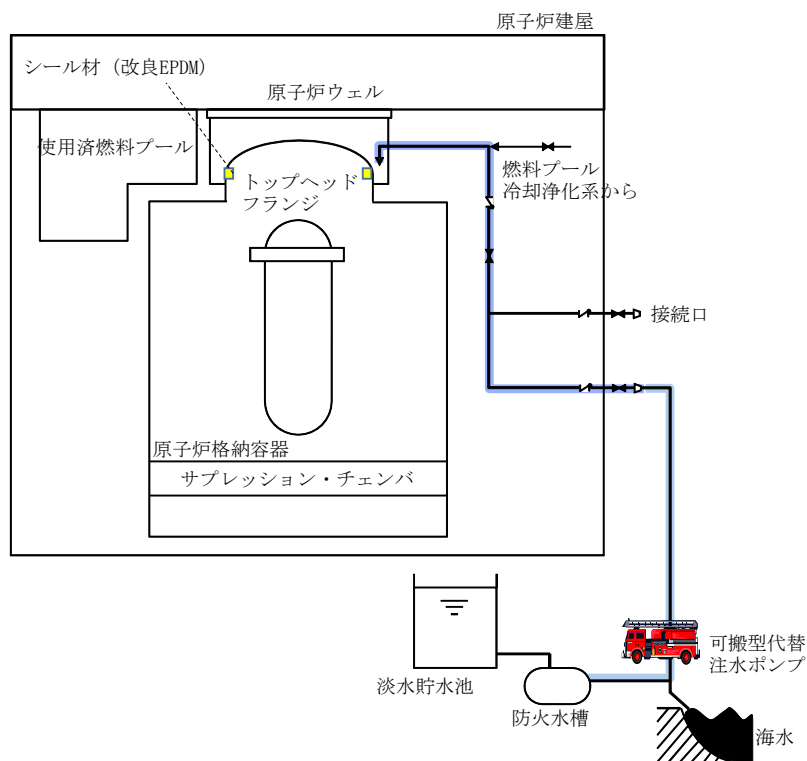 原子炉建屋
シール材（改良EPDM）
原子炉ウェル
使用済燃料プール
トップヘッド
フランジ
燃料プール
冷却浄化系から
接続口
原子炉格納容器
サプレッション・チェンバ
淡水貯水池
防火水槽
可搬型代替
注水ポンプ
海水